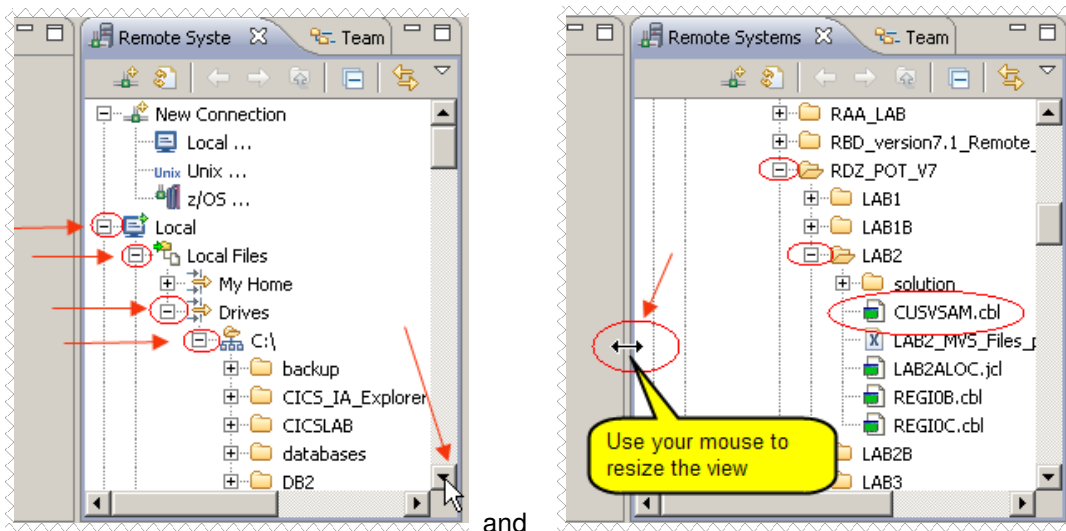 Remote Syste
Team
New Connection
Local ...
Unix Unix ...
z/OS ...
Local
Local Files
My Home
Drives
C:\
backup
CICS_IA_Explorer
CICSLAB
databases
DB2
and
Remote Systems
Team
RAA_LAB
RBD_version7.1_Remote_
RDZ_POT_V7
LAB1
LAB1B
LAB2
solution
CUSVSAM.cbl
LAB2_MVS_Files_p
LAB2ALOC.jcl
REGI0B.cbl
REGI0C.cbl
LAB2B
LAB3
Use your mouse to
resize the view